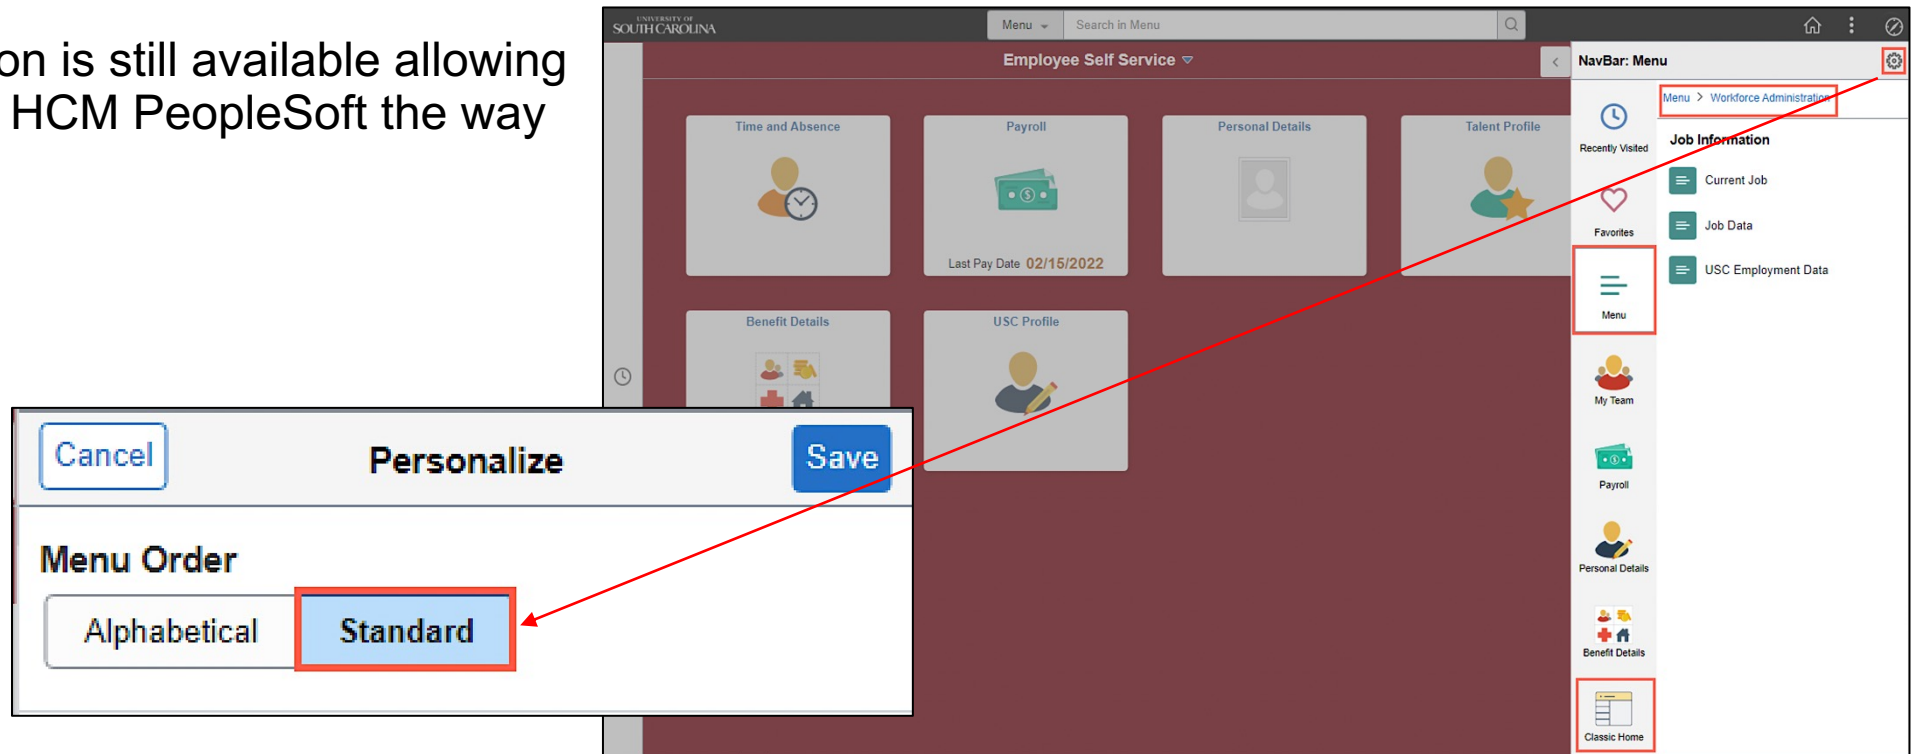 on is still available allowing
HCM PeopleSoft the way
UNIVERSITY OF
SOUTH CAROLINA
Menu
Search in Menu
Employee Self Service
NavBar: Menu
Time and Absence
Payroll
Last Pay Date 02/15/2022
Personal Details
Talent Profile
Benefit Details
USC Profile
Recently Visited
Favorites
Menu
My Team
Payroll
Personal Details
Benefit Details
Classic Home
Menu > Workforce Administration
Job Information
Current Job
Job Data
USC Employment Data
Cancel
Personalize
Save
Menu Order
Alphabetical
Standard